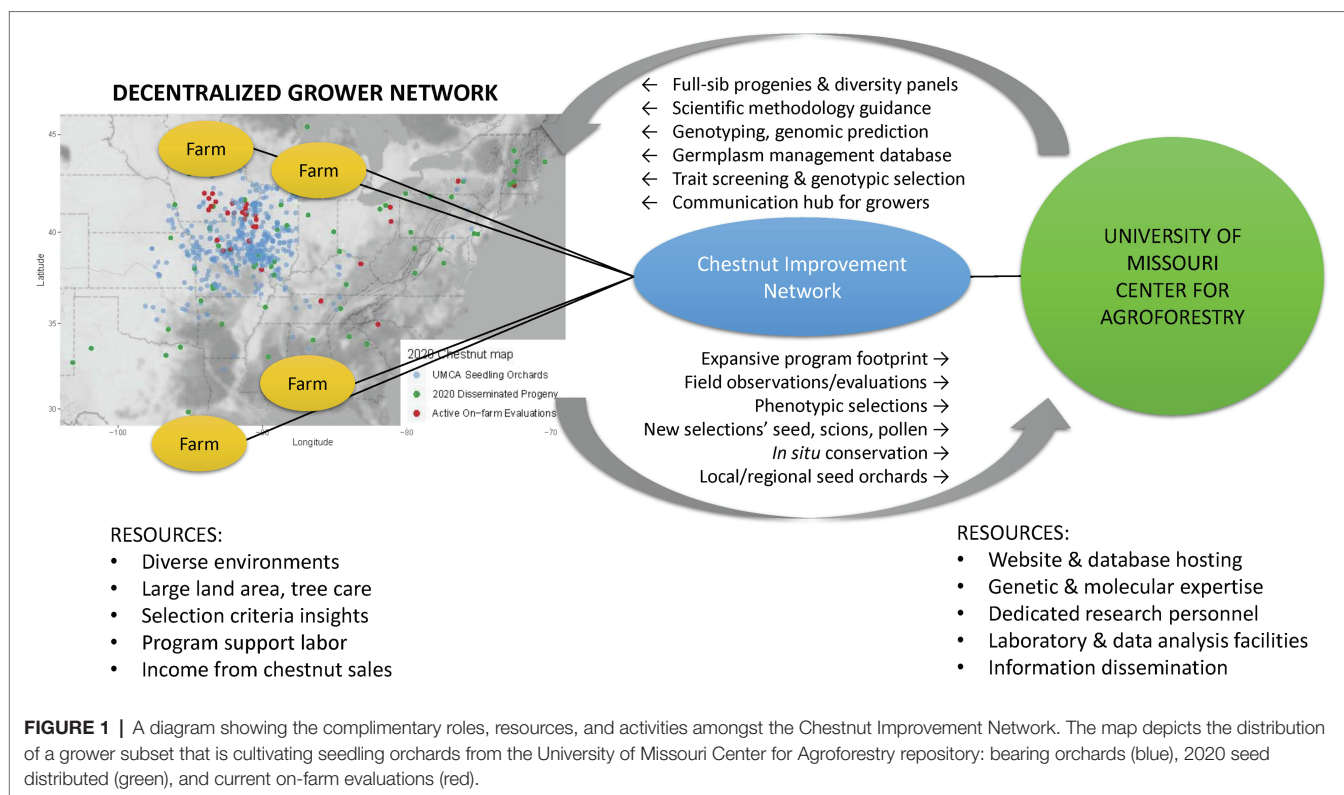 DECENTRALIZED GROWER NETWORK
45
40
35
30
Latitude
-100
-90
-80
-70
Longitude
Farm
Farm
Farm
Farm
2020 Chestnut map
UMCA Seedling Orchards
2020 Disseminated Progeny
Active On-farm Evaluations
← Full-sib progenies & diversity panels
← Scientific methodology guidance
← Genotyping, genomic prediction
← Germplasm management database
← Trait screening & genotypic selection
← Communication hub for growers
Chestnut Improvement
Network
UNIVERSITY OF
MISSOURI
CENTER FOR
AGROFORESTRY
Expansive program footprint →
Field observations/evaluations →
Phenotypic selections →
New selections' seed, scions, pollen →
In situ conservation →
Local/regional seed orchards →
RESOURCES:
• Diverse environments
• Large land area, tree care
• Selection criteria insights
• Program support labor
• Income from chestnut sales
RESOURCES:
• Website & database hosting
• Genetic & molecular expertise
• Dedicated research personnel
• Laboratory & data analysis facilities
• Information dissemination
FIGURE 1 | A diagram showing the complimentary roles, resources, and activities amongst the Chestnut Improvement Network. The map depicts the distribution
of a grower subset that is cultivating seedling orchards from the University of Missouri Center for Agroforestry repository: bearing orchards (blue), 2020 seed
distributed (green), and current on-farm evaluations (red).